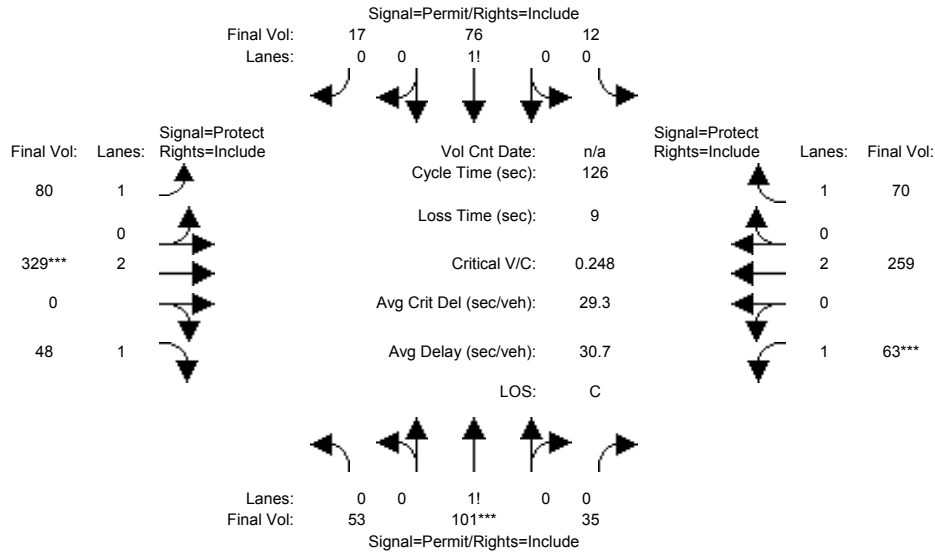 Signal=Permit/Rights=Include
Final Vol: 17 76 12
Lanes: 0 0 1! 0 0
Signal=Protect Signal=Protect
Final Vol: Lanes: Rights=Include Vol Cnt Date: n/a Rights=Include Lanes: Final Vol:
Cycle Time (sec): 126
80 1 1 70
Loss Time (sec): 9
0 0
329*** 2 Critical V/C: 0.248 2 259
0 0 Avg Crit Del (sec/veh): 29.3 0
48 1 Avg Delay (sec/veh): 30.7 1 63***
LOS: C
Lanes: 0 0 1! 0 0
Final Vol: 53 101*** 35
Signal=Permit/Rights=Include